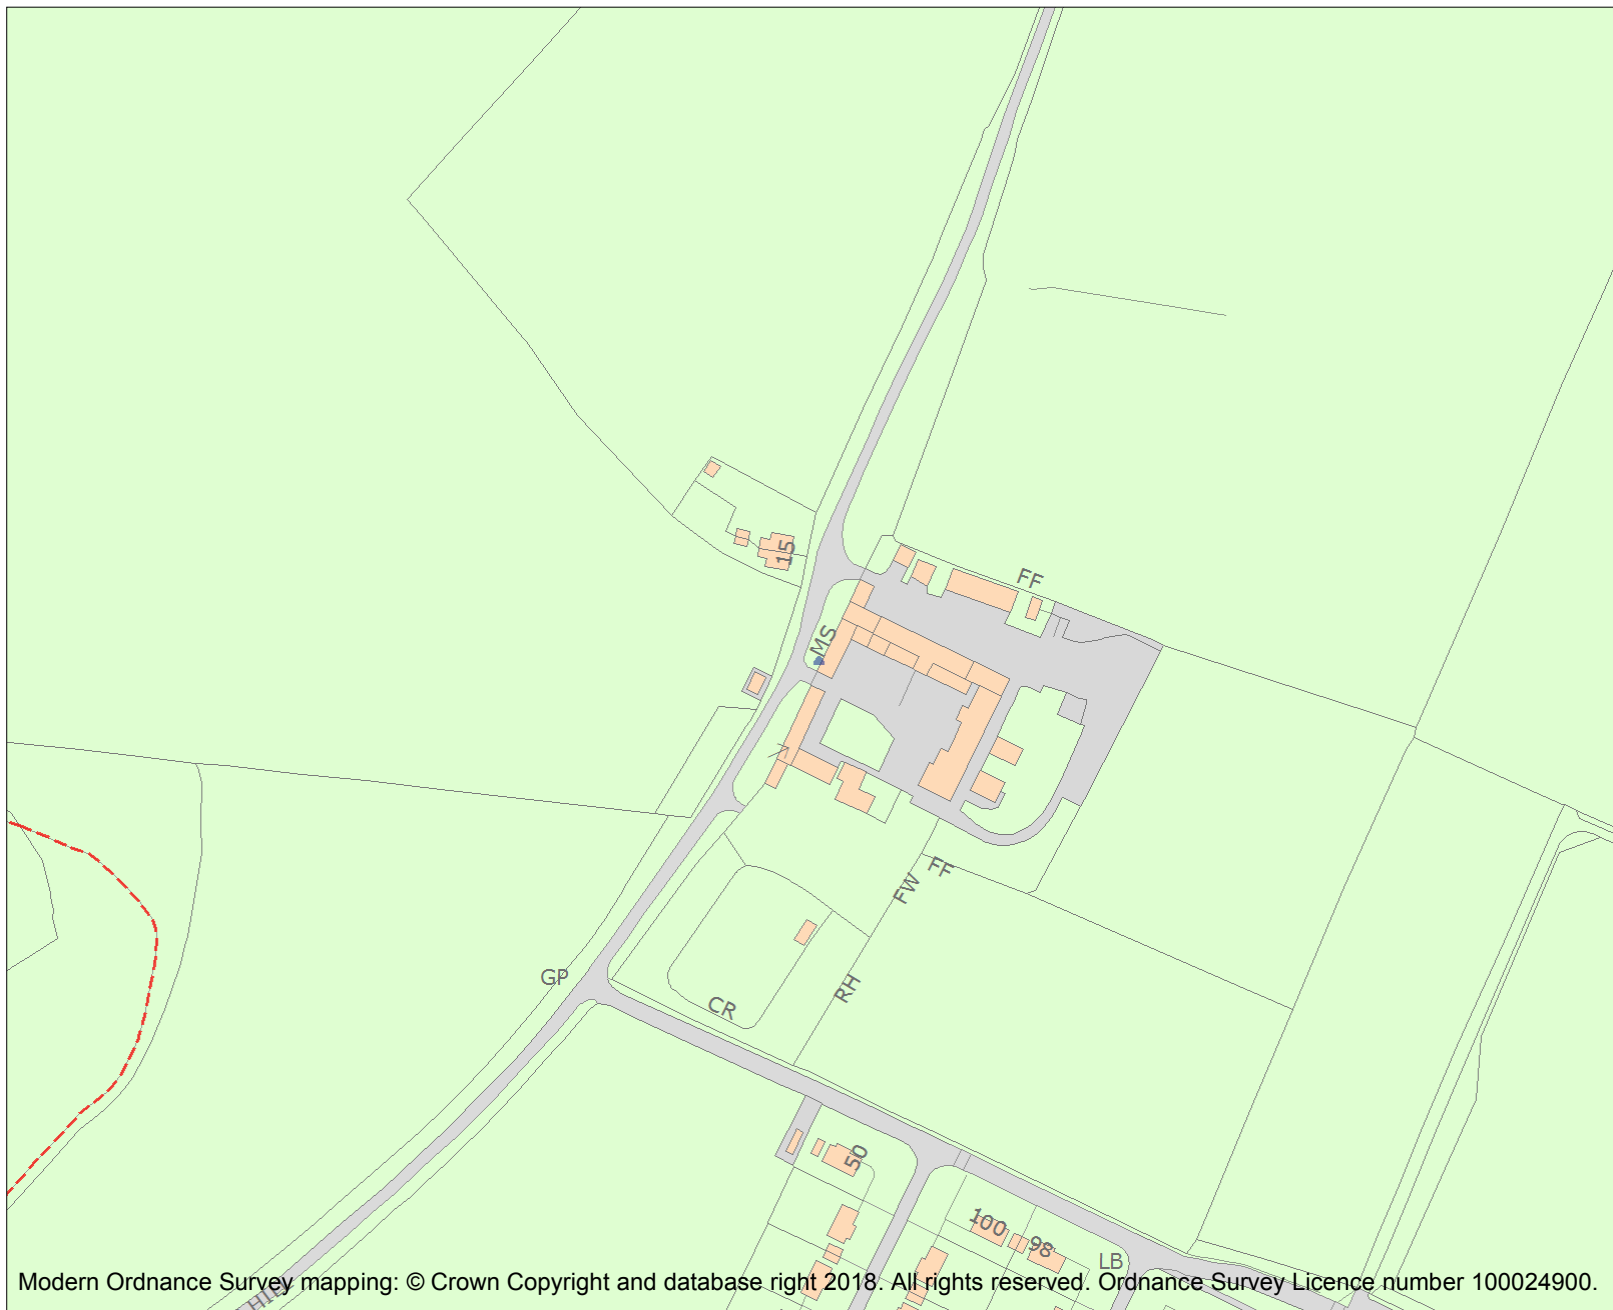 FF
15
MS
FF
FW
GP
RH
CR
50
100
98
LB
Modern Ordnance Survey mapping: © Crown Copyright and database right 2018. All rights reserved. Ordnance Survey Licence number 100024900.